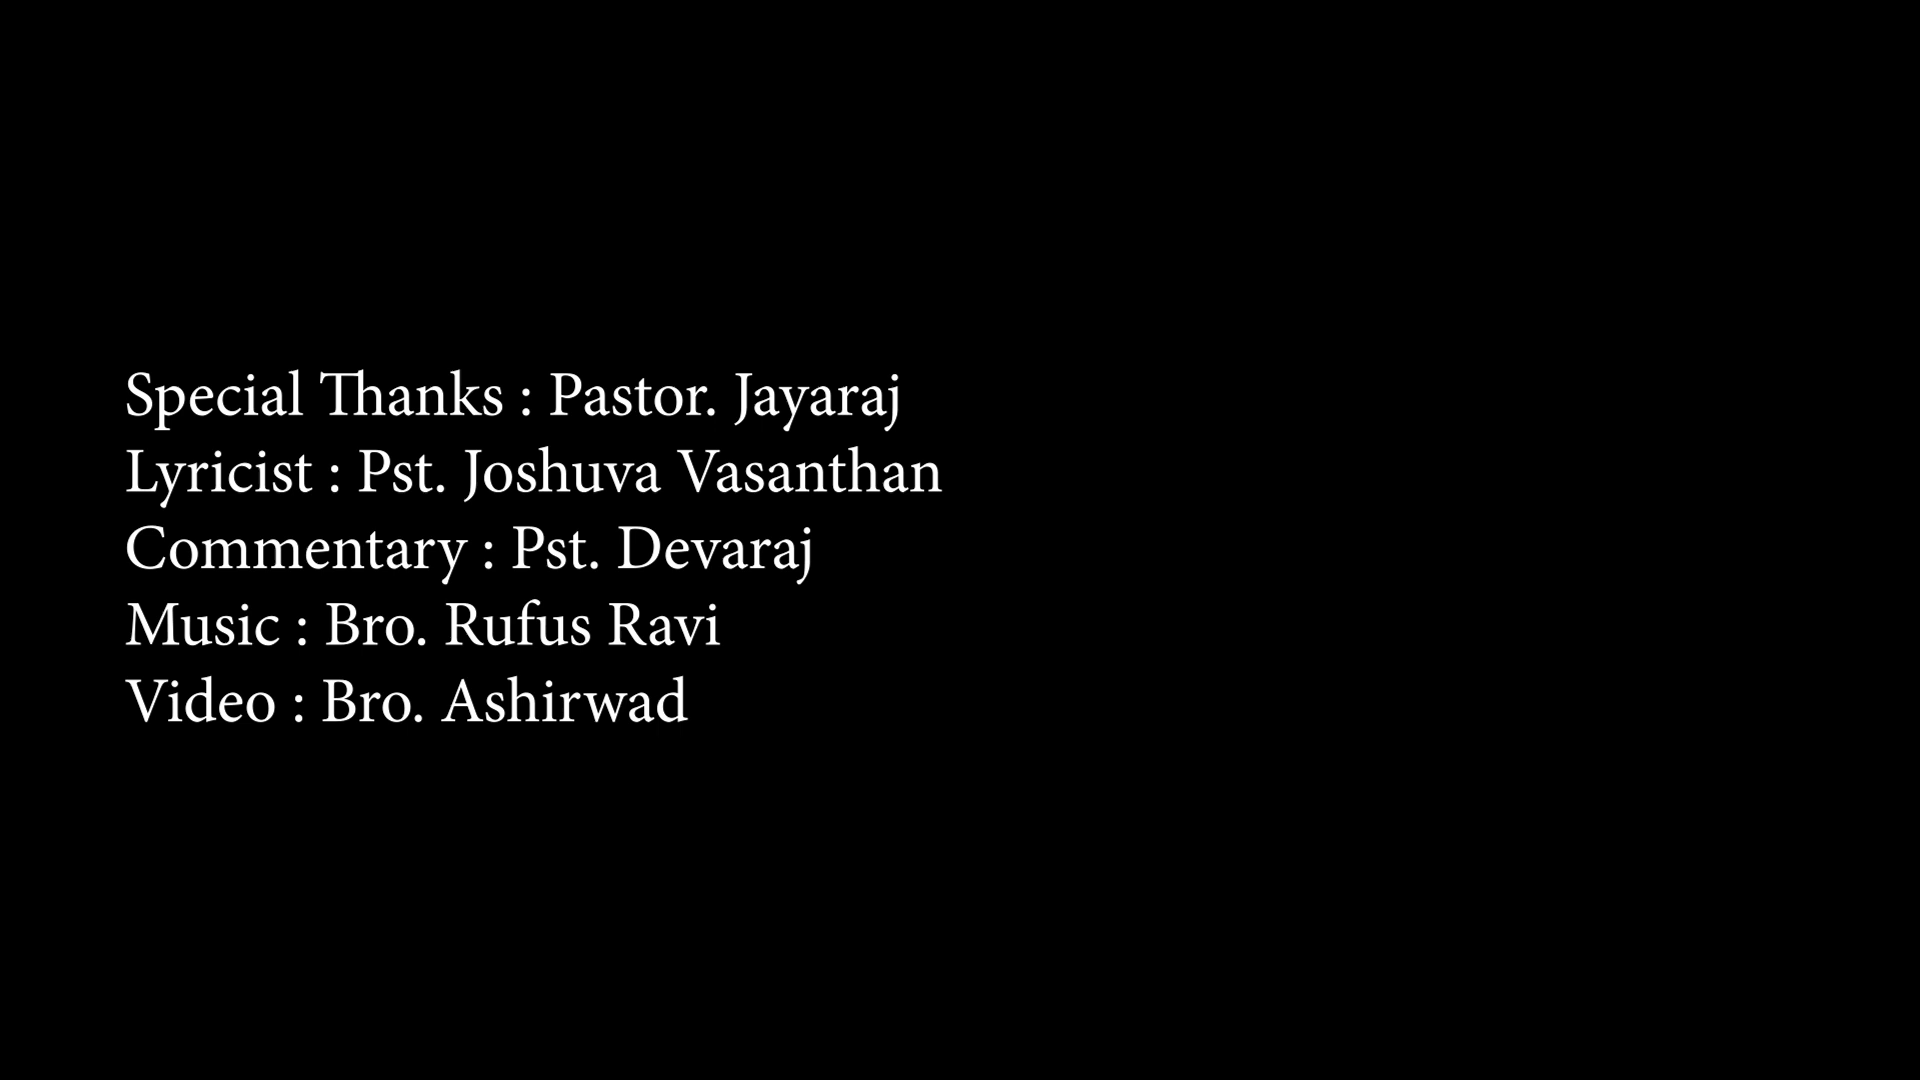 Special Thanks : Pastor. Jayaraj
Lyricist : Pst. Joshuva Vasanthan
Commentary : Pst. Devaraj
Music : Bro. Rufus Ravi
Video : Bro. Ashirwad